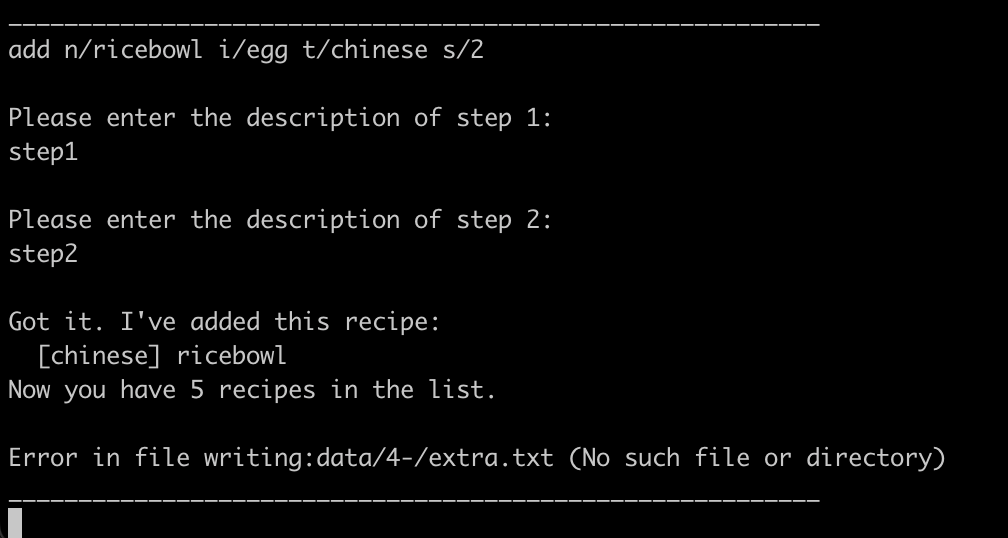 ____________________________________________________________
add n/ricebowl i/egg t/chinese s/2
Please enter the description of step 1:
step1
Please enter the description of step 2:
step2
Got it. I've added this recipe:
[chinese] ricebowl
Now you have 5 recipes in the list.
Error in file writing:data/4-/extra.txt (No such file or directory)
____________________________________________________________